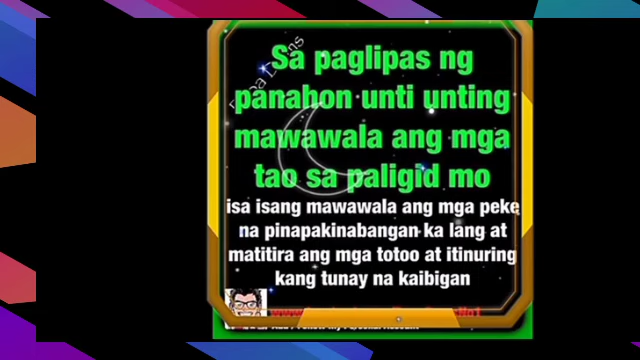 Sa paglipas ng
panahon unti unting
mawawala ang mga
tao sa paligid mo
isa isang mawawala ang mga peke
na pinapakinabangan ka lang at
matitira ang mga totoo at itinuring
kang tunay na kaibigan